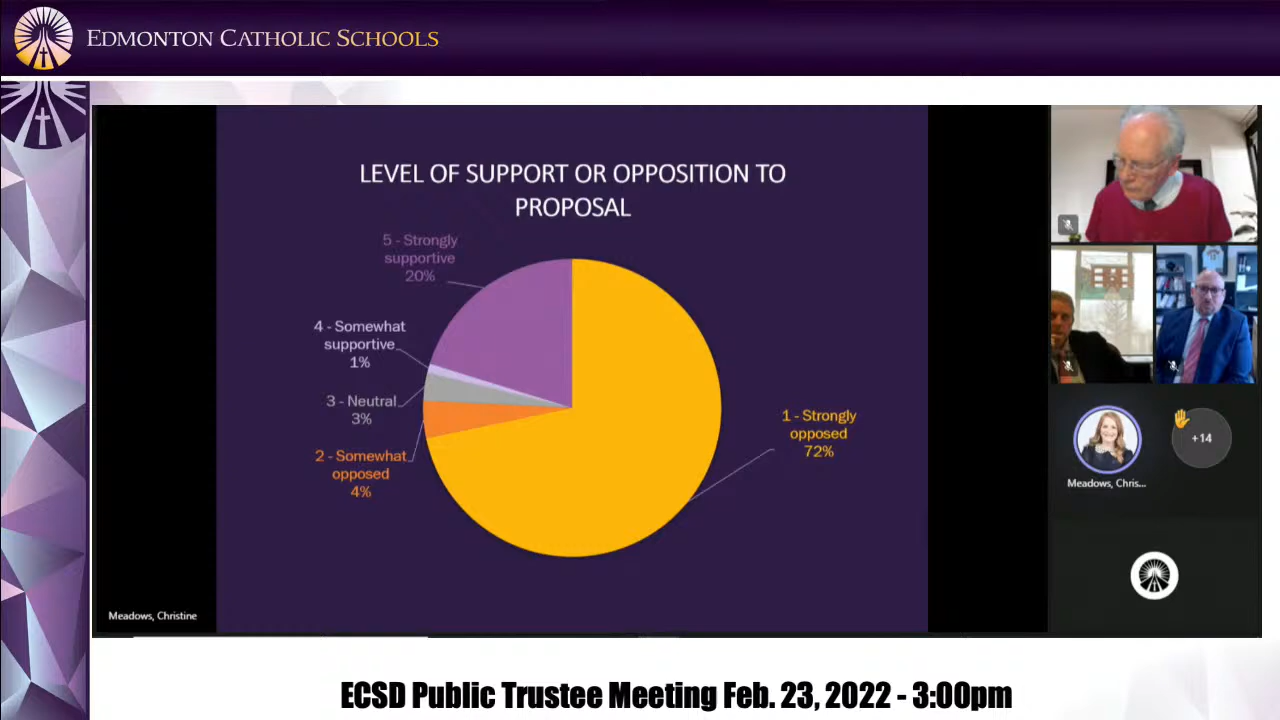 EDMONTON CATHOLIC SCHOOLS
LEVEL OF SUPPORT OR OPPOSITION TO
PROPOSAL
5 - Strongly
supportive
20%
4 - Somewhat
supportive
1%
3 - Neutral
3%
2 - Somewhat
opposed
4%
1 - Strongly
opposed
72%
+14
Meadows, Chris...
Meadows, Christine
ECSD Public Trustee Meeting Feb. 23, 2022 - 3:00pm